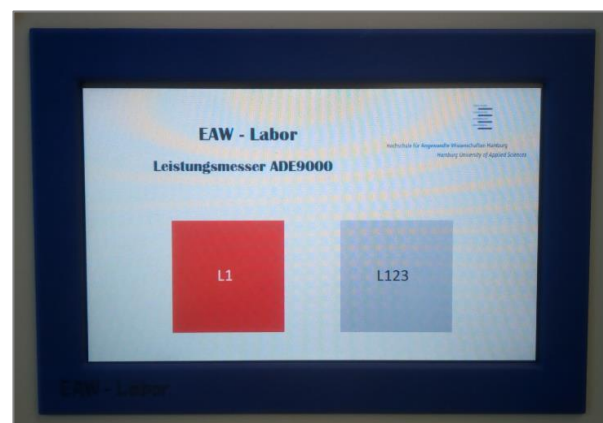 EAW - Labor
Leistungsmesser ADE9000
Hochschule für Angewandte Wissenschaften Hamburg
Hamburg University of Applied Sciences
L1
L123
EAW - Labor